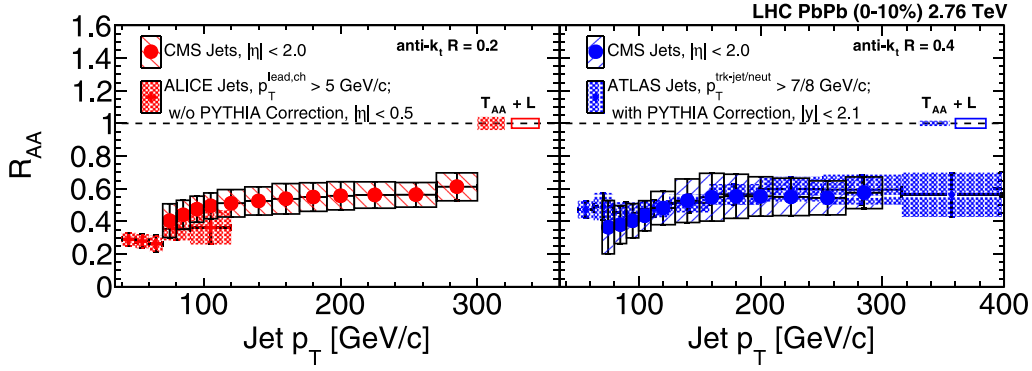 LHC PbPb (0-10%) 2.76 TeV
R_AA
1.6
1.4
1.2
1
0.8
0.6
0.4
0.2
0
CMS Jets, |η| < 2.0
anti-k_t R = 0.2
ALICE Jets, p_T^lead,ch > 5 GeV/c;
w/o PYTHIA Correction, |η| < 0.5
T_AA + L
100 200 300
Jet p_T [GeV/c]
CMS Jets, |η| < 2.0
anti-k_t R = 0.4
ATLAS Jets, p_T^trk-jet/neut > 7/8 GeV/c;
with PYTHIA Correction, |y| < 2.1
T_AA + L
100 200 300 400
Jet p_T [GeV/c]